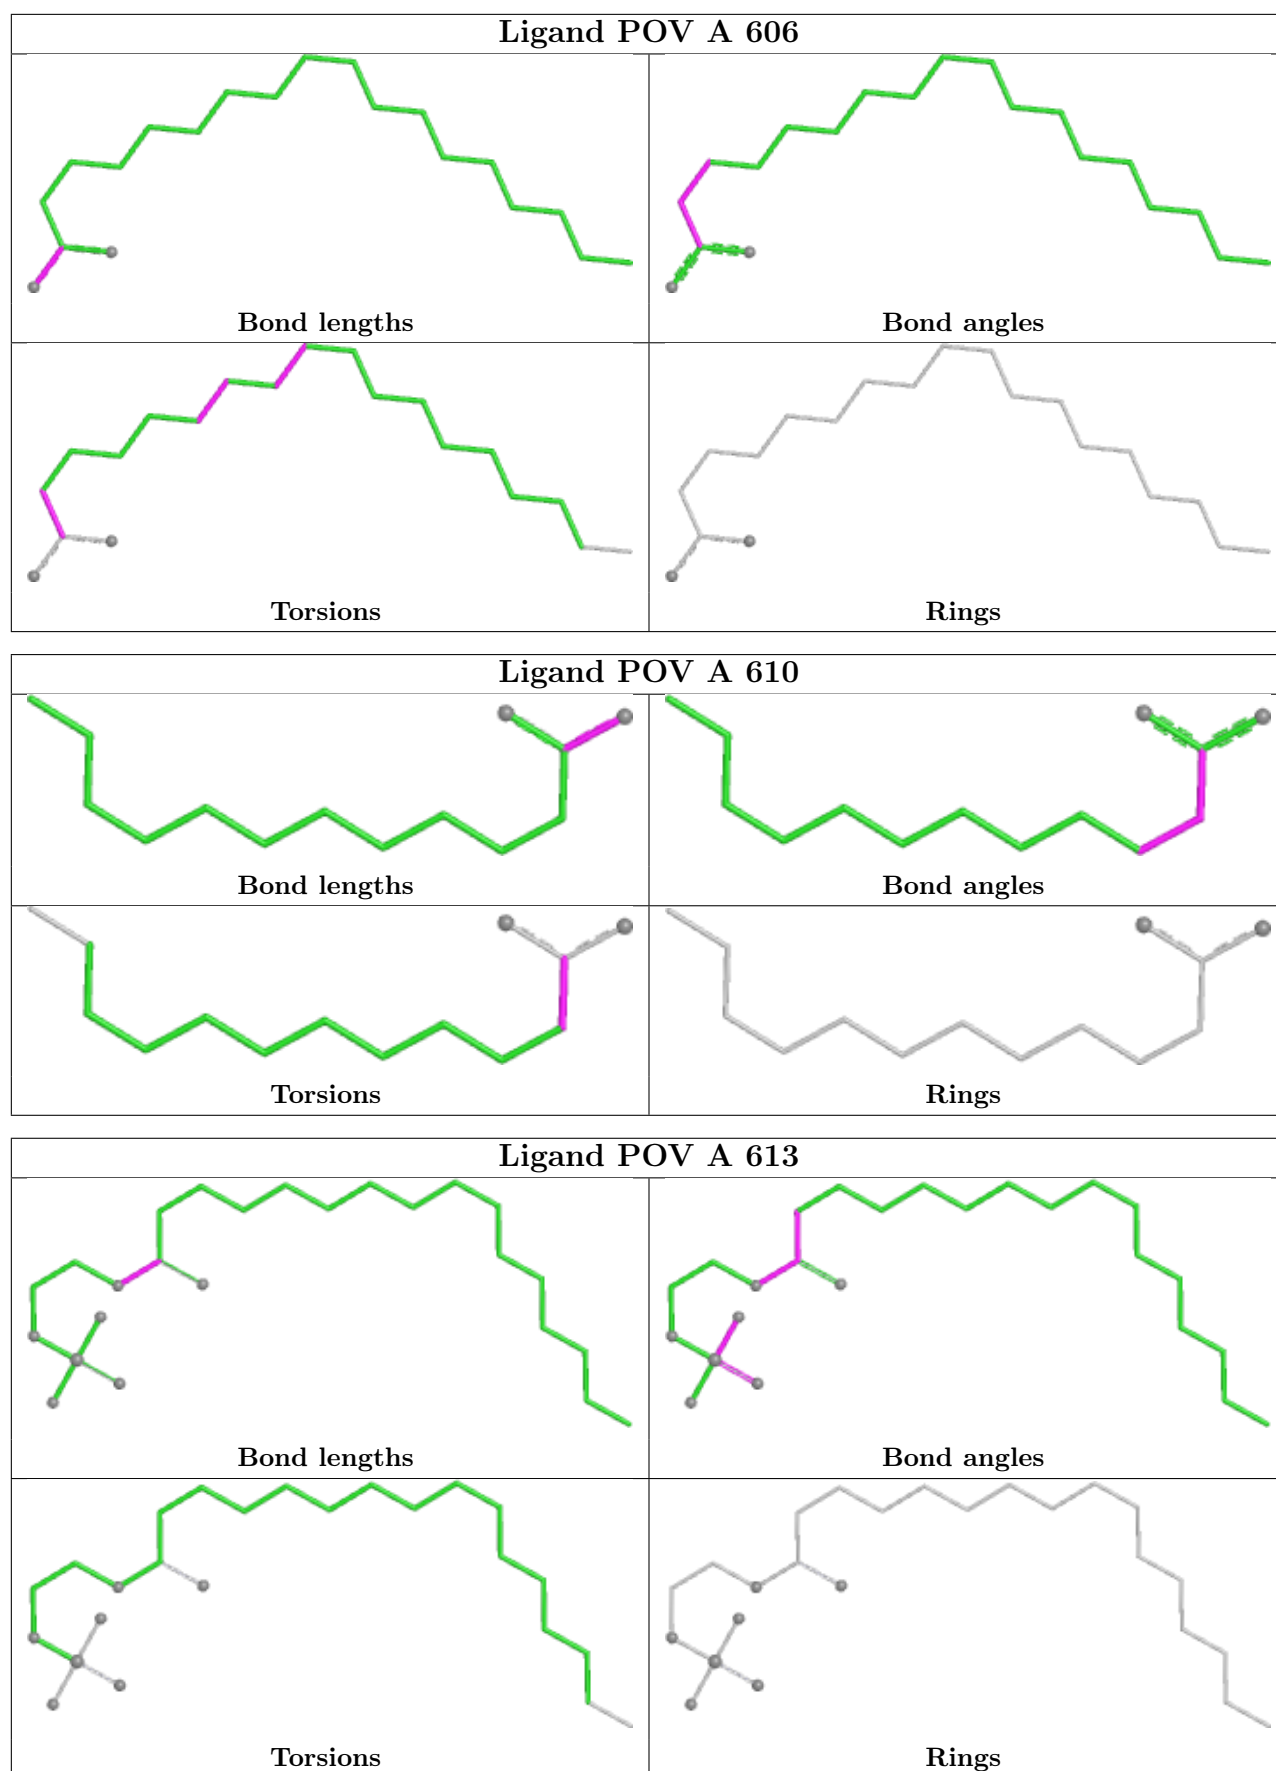 Ligand POV A 606
Bond lengths
Bond angles
Torsions
Rings
Ligand POV A 610
Bond lengths
Bond angles
Torsions
Rings
Ligand POV A 613
Bond lengths
Bond angles
Torsions
Rings